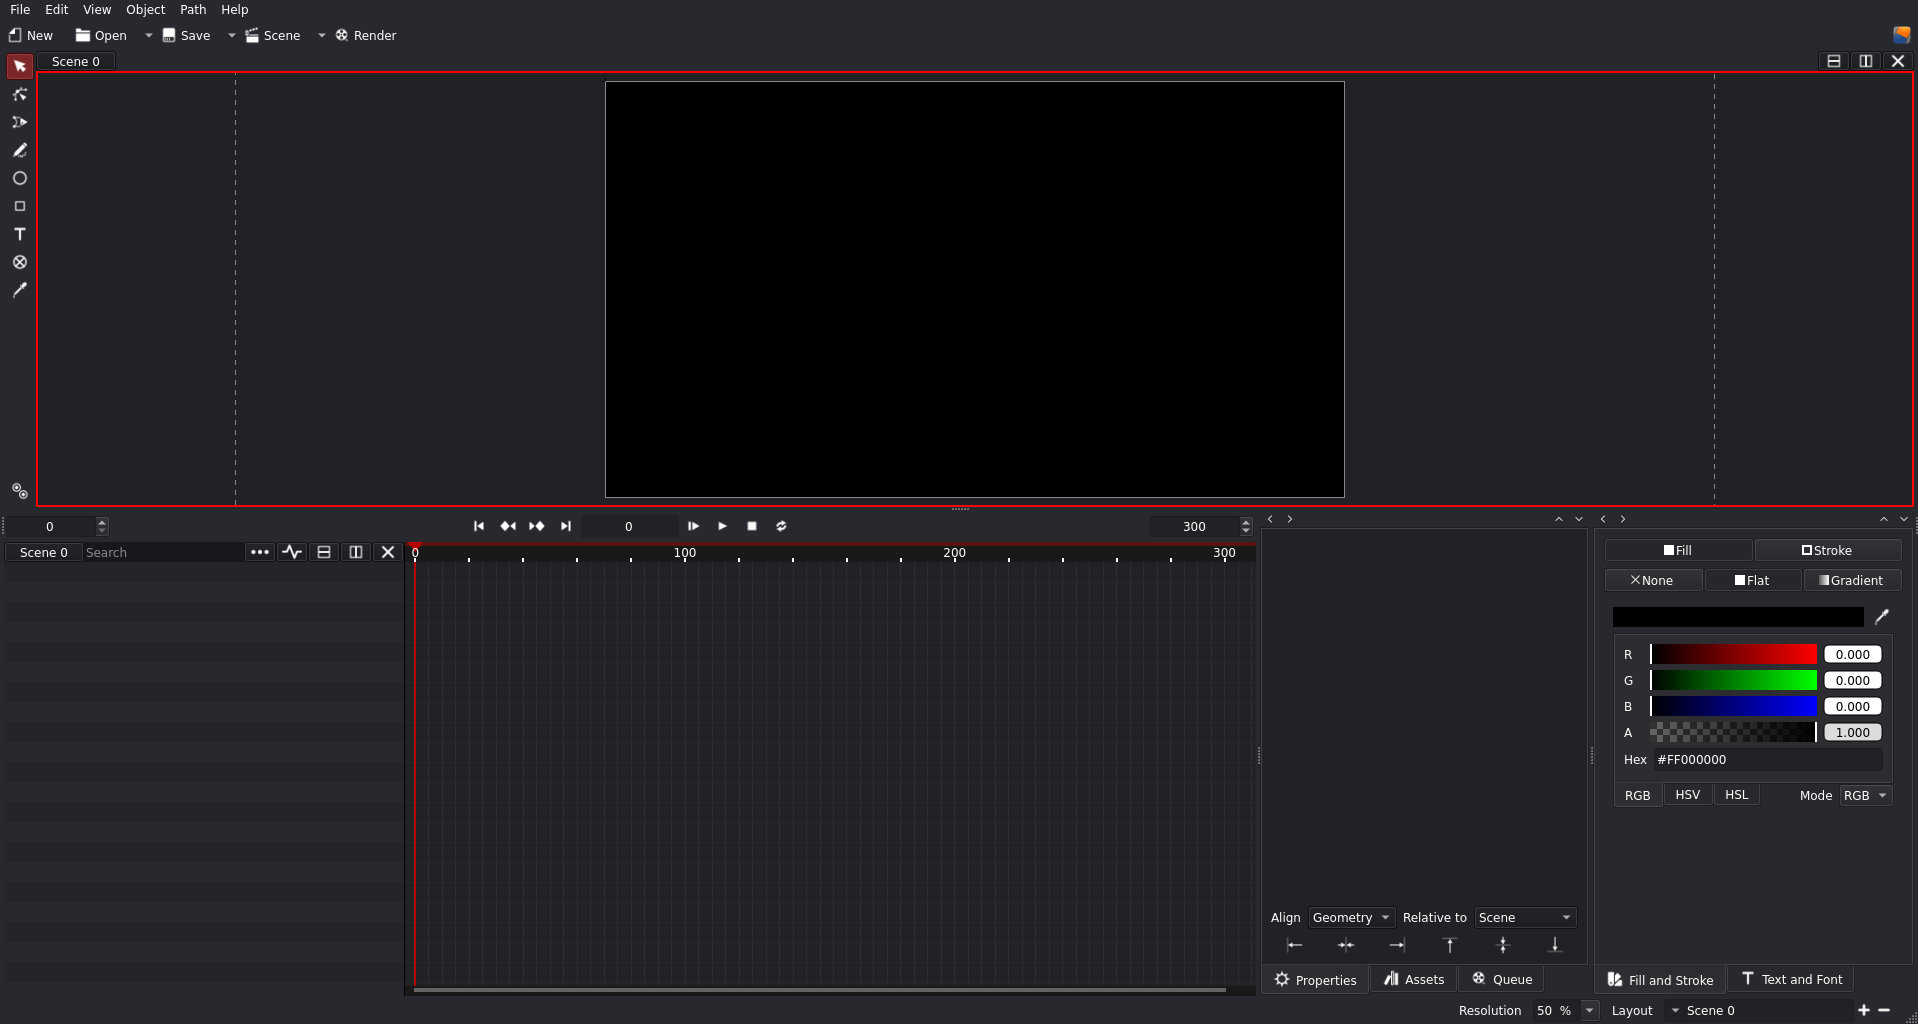 File Edit View Object Path Help
New Open Save Scene Render
Scene 0
0 0 300
Scene 0 Search 0 100 200 300
Fill Stroke
None Flat Gradient
R 0.000
G 0.000
B 0.000
A 1.000
Hex #FF000000
RGB HSV HSL Mode RGB
Align Geometry Relative to Scene
Properties Assets Queue Fill and Stroke Text and Font
Resolution 50 % Layout Scene 0